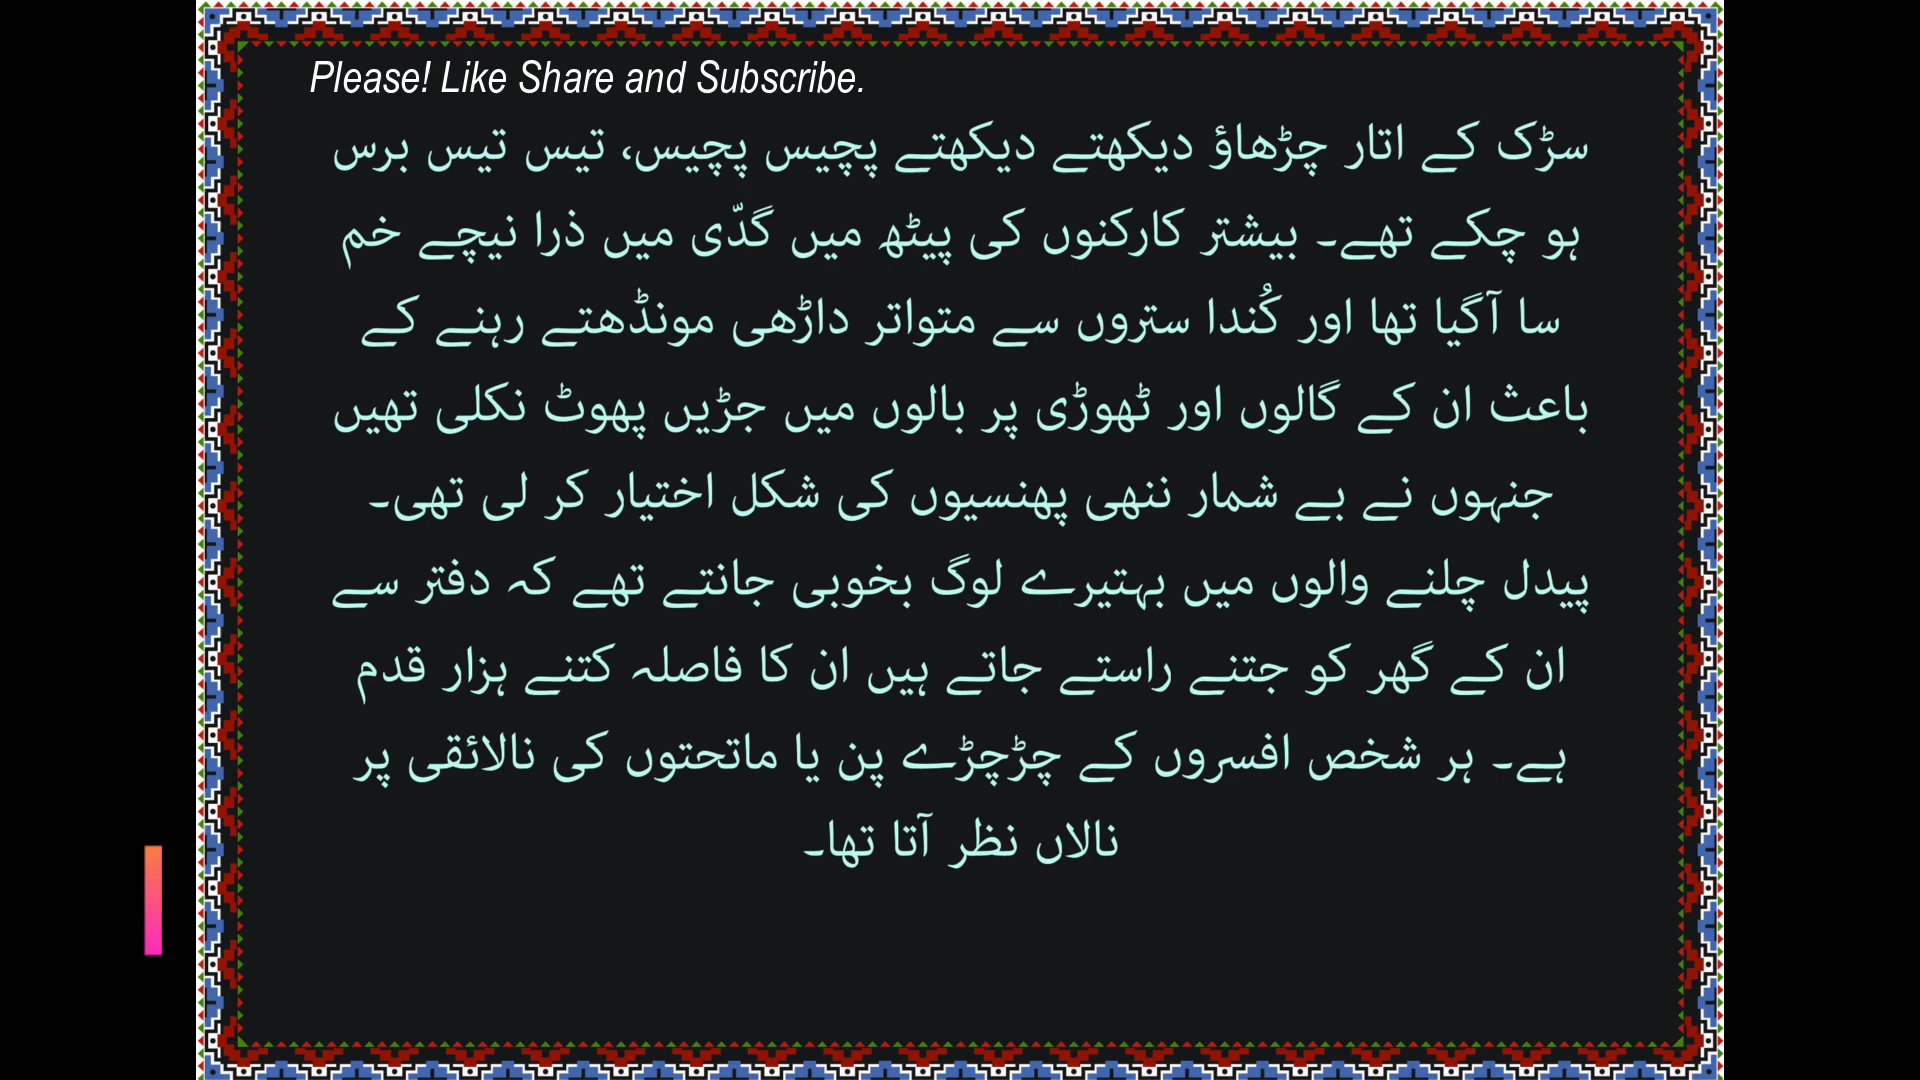 Please! Like Share and Subscribe.
سڑک کے اتار چڑھاؤ دیکھتے دیکھتے پچیس پچیس، تیس تیس برس
ہو چکے تھے۔ بیشتر کارکنوں کی پیٹھ میں گدّی میں ذرا نیچے خم
سا آگیا تھا اور کُندا ستروں سے متواتر داڑھی مونڈھتے رہنے کے
باعث ان کے گالوں اور ٹھوڑی پر بالوں میں جڑیں پھوٹ نکلی تھیں
جنہوں نے بے شمار ننھی پھنسیوں کی شکل اختیار کر لی تھی۔
پیدل چلنے والوں میں بہتیرے لوگ بخوبی جانتے تھے کہ دفتر سے
ان کے گھر کو جتنے راستے جاتے ہیں ان کا فاصلہ کتنے ہزار قدم
ہے۔ ہر شخص افسروں کے چڑچڑے پن یا ماتحتوں کی نالائقی پر
نالاں نظر آتا تھا۔